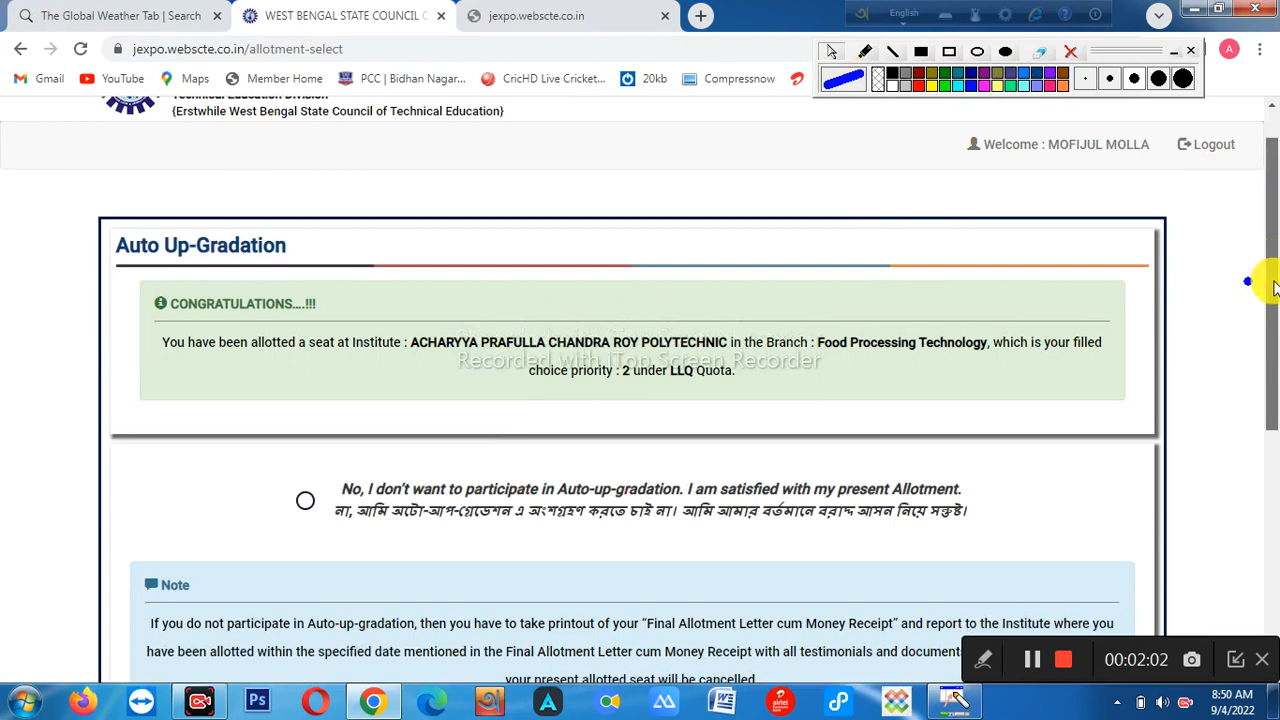 The Global Weather Tabl | Search
WEST BENGAL STATE COUNCIL O
jexpo.webscte.co.in
English
jexpo.webscte.co.in/allotment-select
A
Gmail
YouTube
Maps
Member Home
PCC | Bidhan Nagar...
CricHD Live Cricket...
20kb
Compressnow
{Erstwhile West Bengal State Council of Technical Education}
Welcome : MOFIJUL MOLLA
Logout
Auto Up-Gradation
CONGRATULATIONS....!!!
You have been allotted a seat at Institute : ACHARYYA PRAFULLA CHANDRA ROY POLYTECHNIC in the Branch : Food Processing Technology, which is your filled
choice priority : 2 under LLQ Quota.
Recorded with iTop Screen Recorder
No, I don't want to participate in Auto-up-gradation. I am satisfied with my present Allotment.
না, আমি অটো-আপ-গ্রেডেশন এ অংশগ্রহণ করতে চাই না। আমি আমার বর্তমানে বরাদ্দ আসন নিয়ে সন্তুষ্ট।
Note
If you do not participate in Auto-up-gradation, then you have to take printout of your "Final Allotment Letter cum Money Receipt" and report to the Institute where you
have been allotted within the specified date mentioned in the Final Allotment Letter cum Money Receipt with all testimonials and documents
your present allotted seat will be cancelled
00:02:02
Ps
8:50 AM
9/4/2022